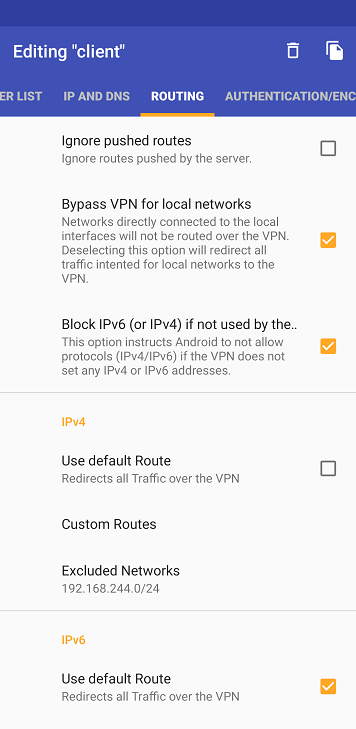 Editing "client"
ER LIST
IP AND DNS
ROUTING
AUTHENTICATION/ENC
Ignore pushed routes
Ignore routes pushed by the server.
Bypass VPN for local networks
Networks directly connected to the local
interfaces will not be routed over the VPN.
Deselecting this option will redirect all
traffic intented for local networks to the
VPN.
Block IPv6 (or IPv4) if not used by the..
This option instructs Android to not allow
protocols (IPv4/IPv6) if the VPN does not
set any IPv4 or IPv6 addresses.
IPv4
Use default Route
Redirects all Traffic over the VPN
Custom Routes
Excluded Networks
192.168.244.0/24
IPv6
Use default Route
Redirects all Traffic over the VPN